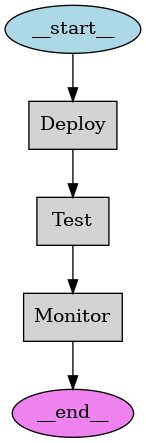 __start__
Deploy
Test
Monitor
__end__